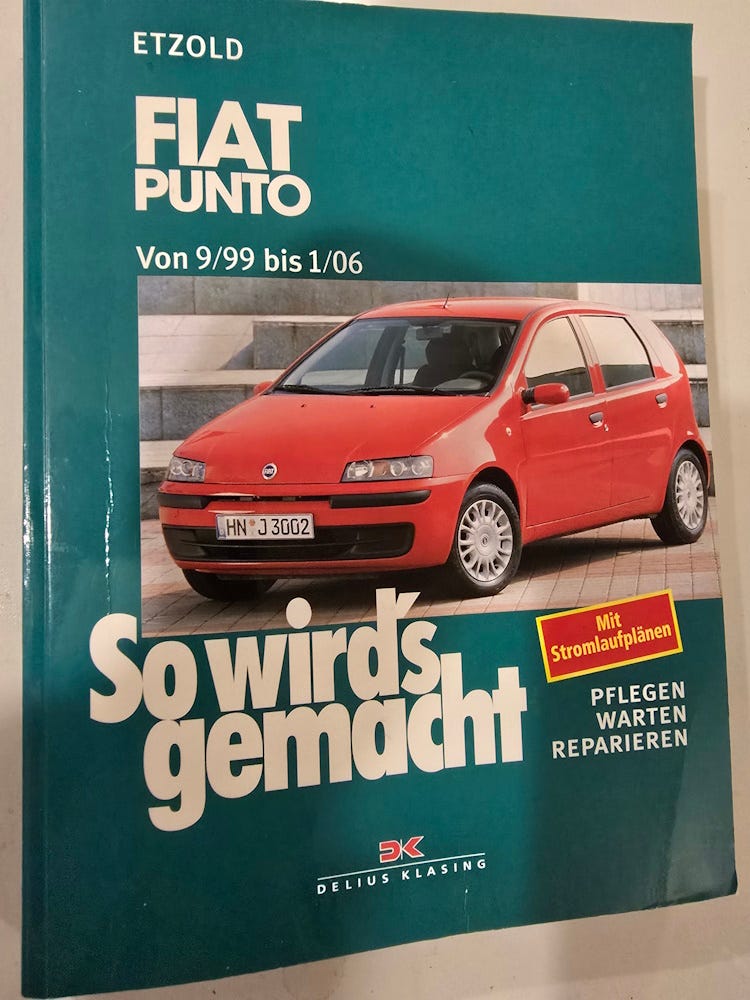 ETZOLD
FIAT
PUNTO
Von 9/99 bis 1/06
FIAT
HN J 3002
Mit
Stromlaufplänen
So wird's
gemacht
PFLEGEN
WARTEN
REPARIEREN
DK
DELIUS KLASING